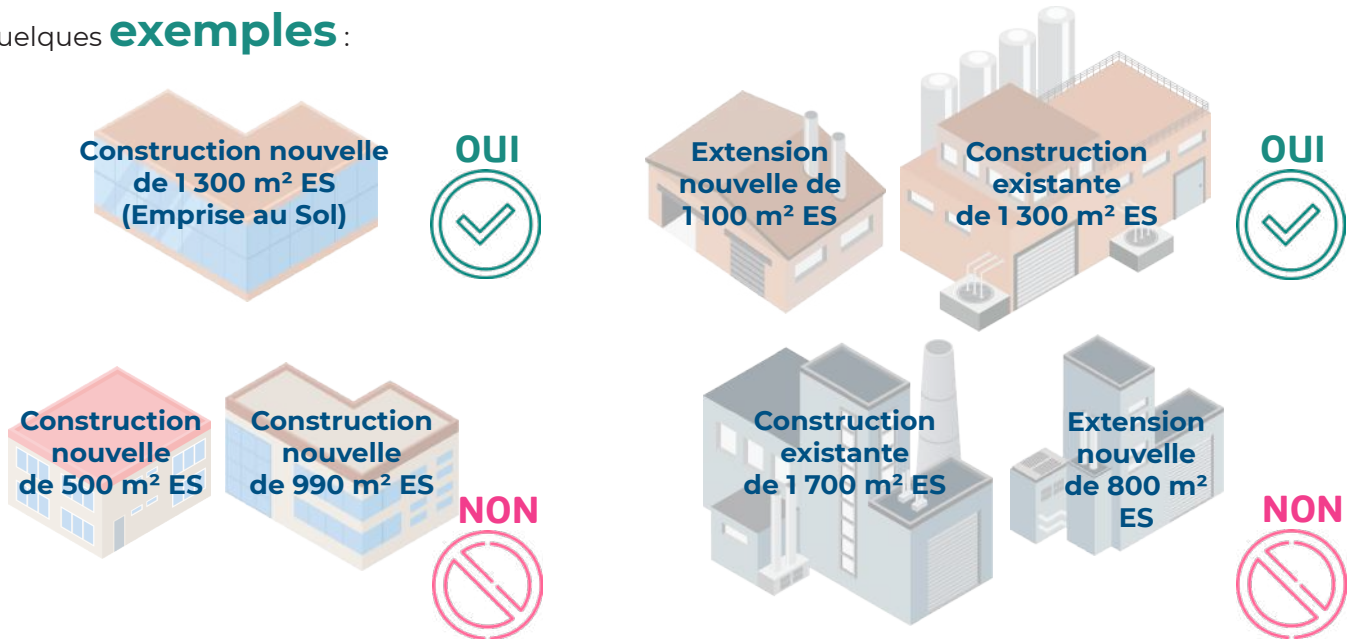 uelques exemples :
Construction nouvelle
de 1 300 m² ES
(Emprise au Sol)
OUI
Extension
nouvelle de
1 100 m² ES
Construction
existante
de 1 300 m² ES
OUI
Construction
nouvelle
de 500 m² ES
Construction
nouvelle
de 990 m² ES
NON
Construction
existante
de 1 700 m² ES
Extension
nouvelle
de 800 m²
ES
NON